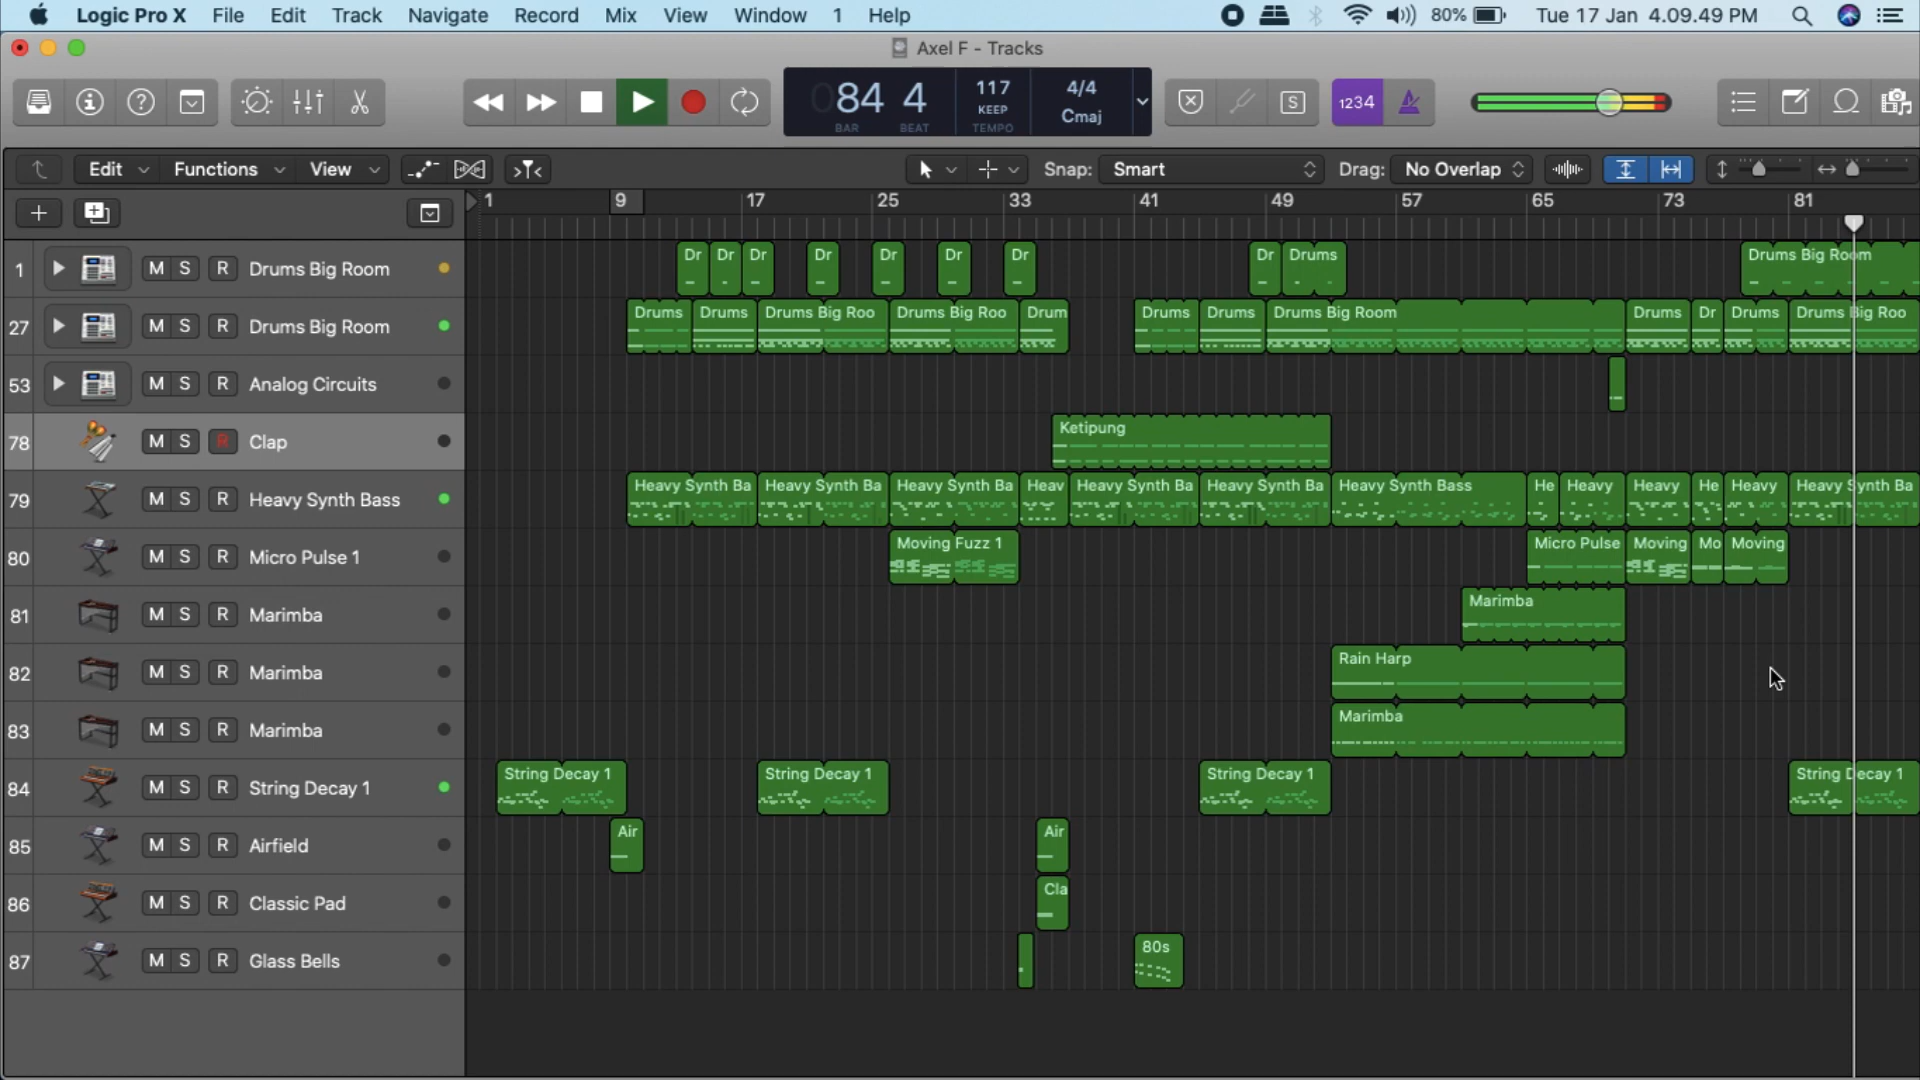 Logic Pro X File Edit Track Navigate Record Mix View Window 1 Help 80% Tue 17 Jan 4.09.49 PM
Axel F - Tracks
084 4 117 KEEP 4/4 Cmaj
BAR BEAT TEMPO
S 1234
Edit Functions View Snap: Smart Drag: No Overlap
1 9 17 25 33 41 49 57 65 73 81
1 M S R Drums Big Room Dr Dr Dr Dr Dr Dr Dr Dr Drums Drums Big Room
27 M S R Drums Big Room Drums Drums Drums Big Roo Drums Big Roo Drum Drums Drums Drums Big Room Drums Dr Drums Drums Big Roo
53 M S R Analog Circuits
78 M S R Clap Ketipung
79 M S R Heavy Synth Bass Heavy Synth Ba Heavy Synth Ba Heavy Synth Ba Heav Heavy Synth Ba Heavy Synth Ba Heavy Synth Bass He Heavy Heavy He Heavy Heavy Synth Ba
80 M S R Micro Pulse 1 Moving Fuzz 1 Micro Pulse Moving Mo Moving
81 M S R Marimba Marimba
82 M S R Marimba Rain Harp
83 M S R Marimba Marimba
84 M S R String Decay 1 String Decay 1 String Decay 1 String Decay 1 String Decay 1
85 M S R Airfield Air Air
86 M S R Classic Pad Cla
87 M S R Glass Bells 80s